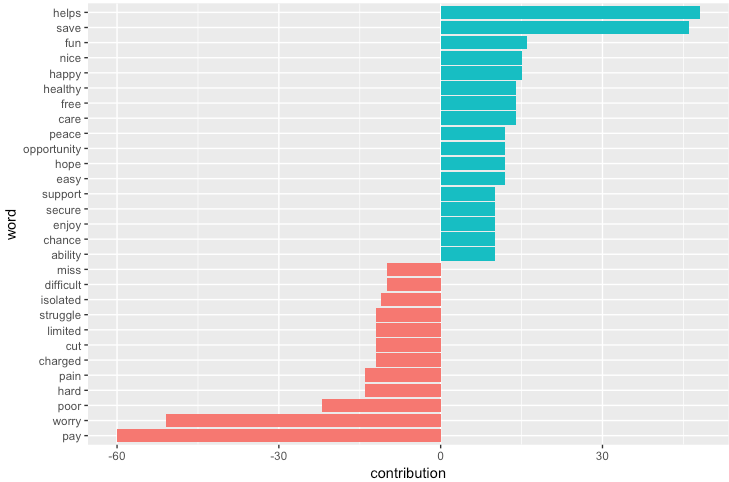 helps
save
fun
nice
happy
healthy
free
care
peace
opportunity
hope
easy
support
secure
enjoy
chance
ability
miss
difficult
isolated
struggle
limited
cut
charged
pain
hard
poor
worry
pay
word
-60 -30 0 30
contribution